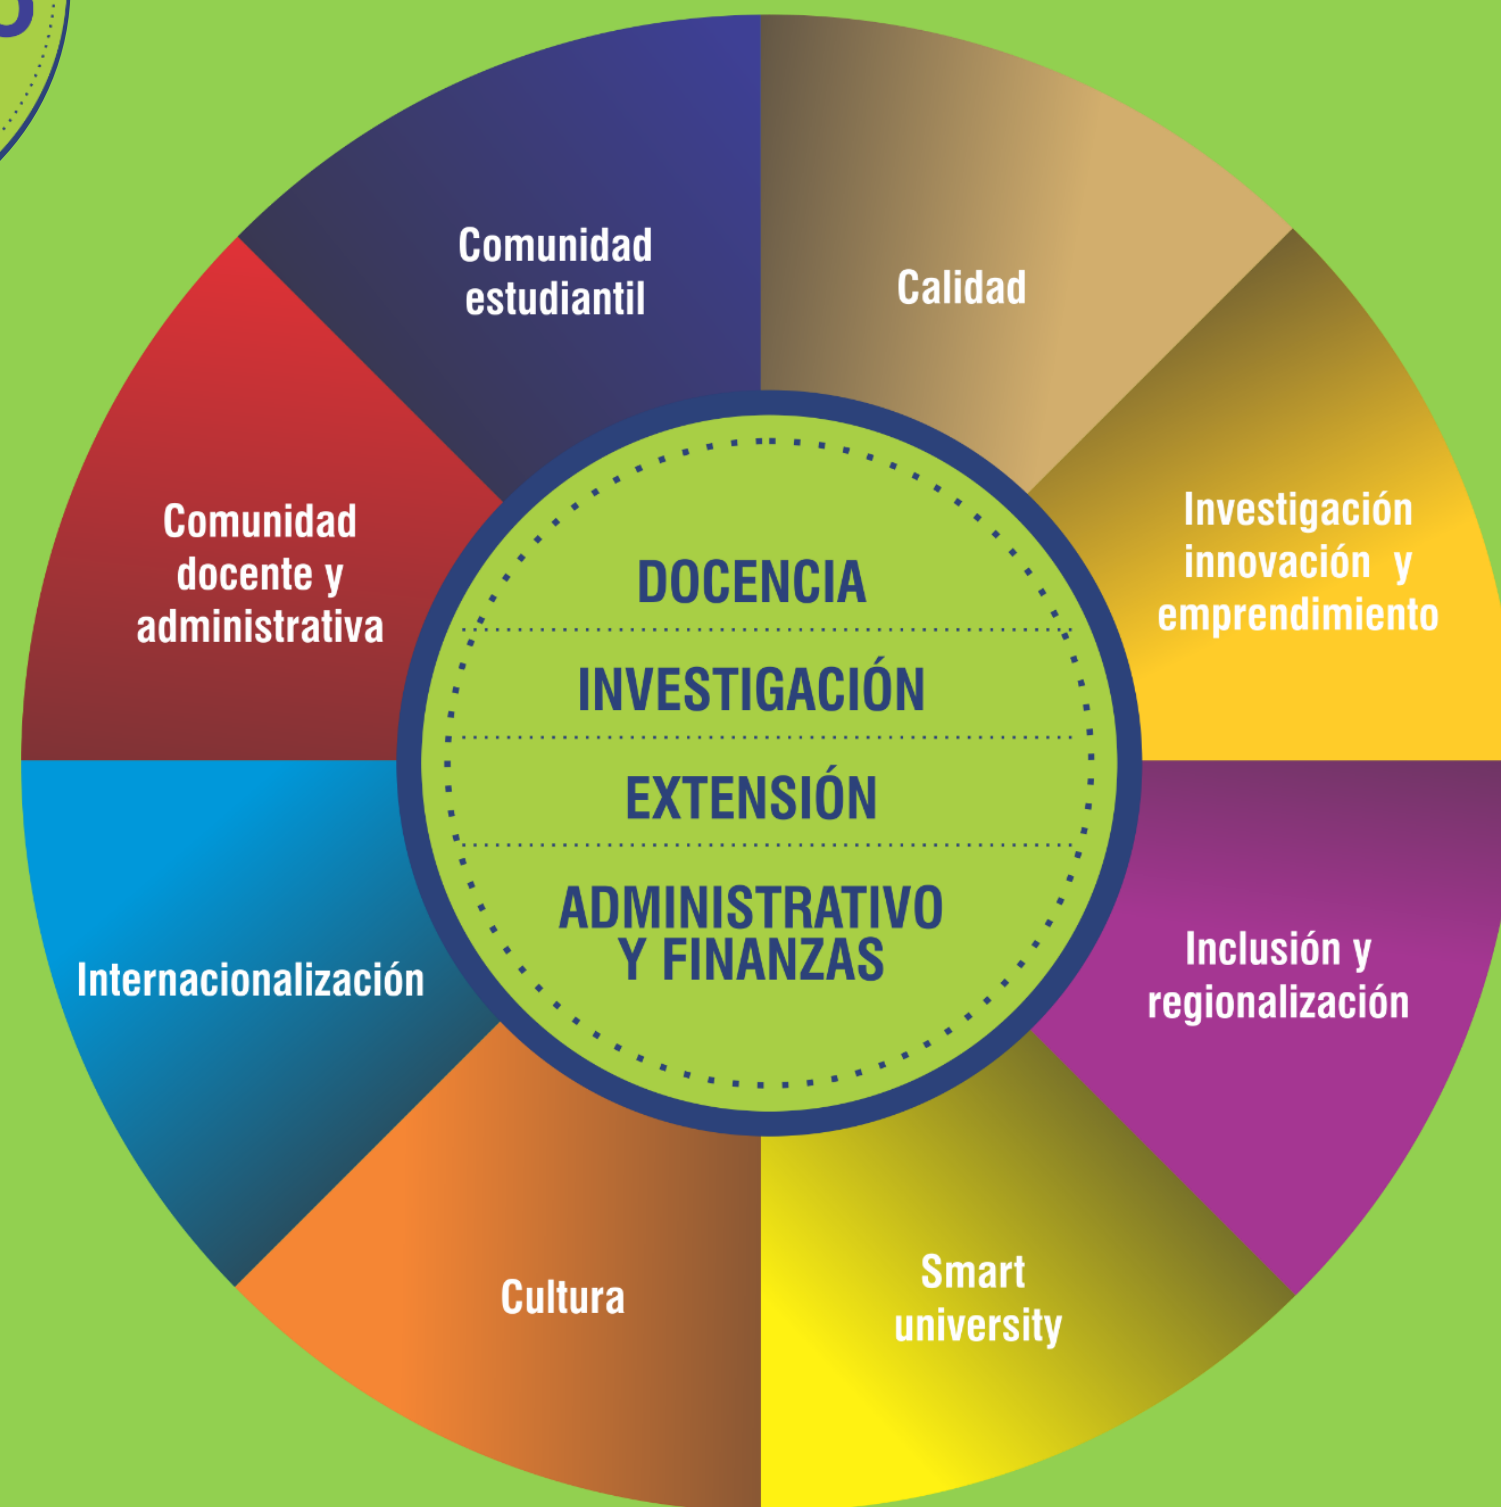 Comunidad
estudiantil
Calidad
Investigación
innovación y
emprendimiento
Inclusión y
regionalización
Smart
university
Cultura
Internacionalización
Comunidad
docente y
administrativa
DOCENCIA
INVESTIGACIÓN
EXTENSIÓN
ADMINISTRATIVO
Y FINANZAS